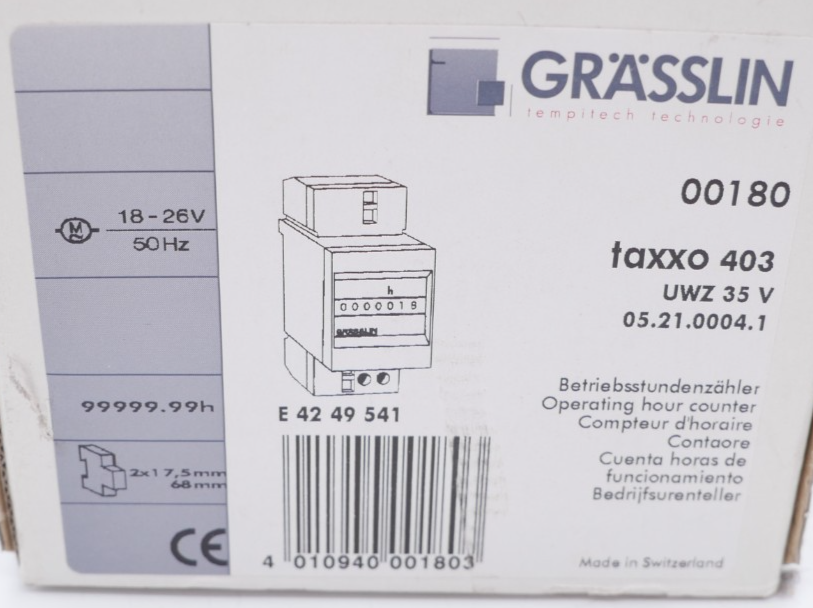 GRÄSSLIN
tempitech technologie
00180
18-26V
50Hz
M
taxxo 403
UWZ 35 V
05.21.0004.1
h
0000018
GRÄSSLIN
99999.99h
E 42 49 541
Betriebsstundenzähler
Operating hour counter
Compteur d'horaire
Contaore
Cuenta horas de
funcionamiento
Bedrijfsurenteller
2x17,5mm
68mm
CE
4 010940 001803
Made in Switzerland